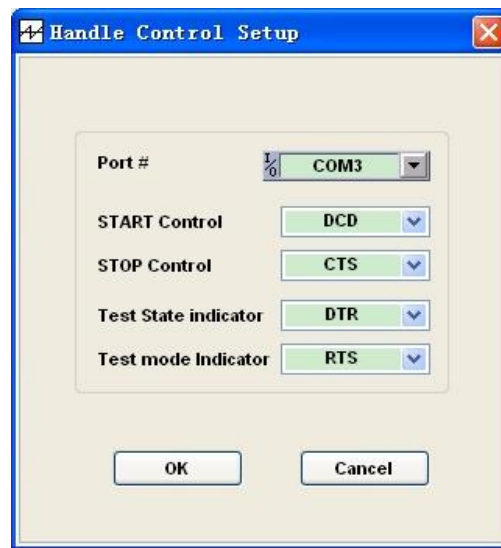 Handle Control Setup
Port # I/O COM3
START Control DCD
STOP Control CTS
Test State indicator DTR
Test mode Indicator RTS
OK Cancel